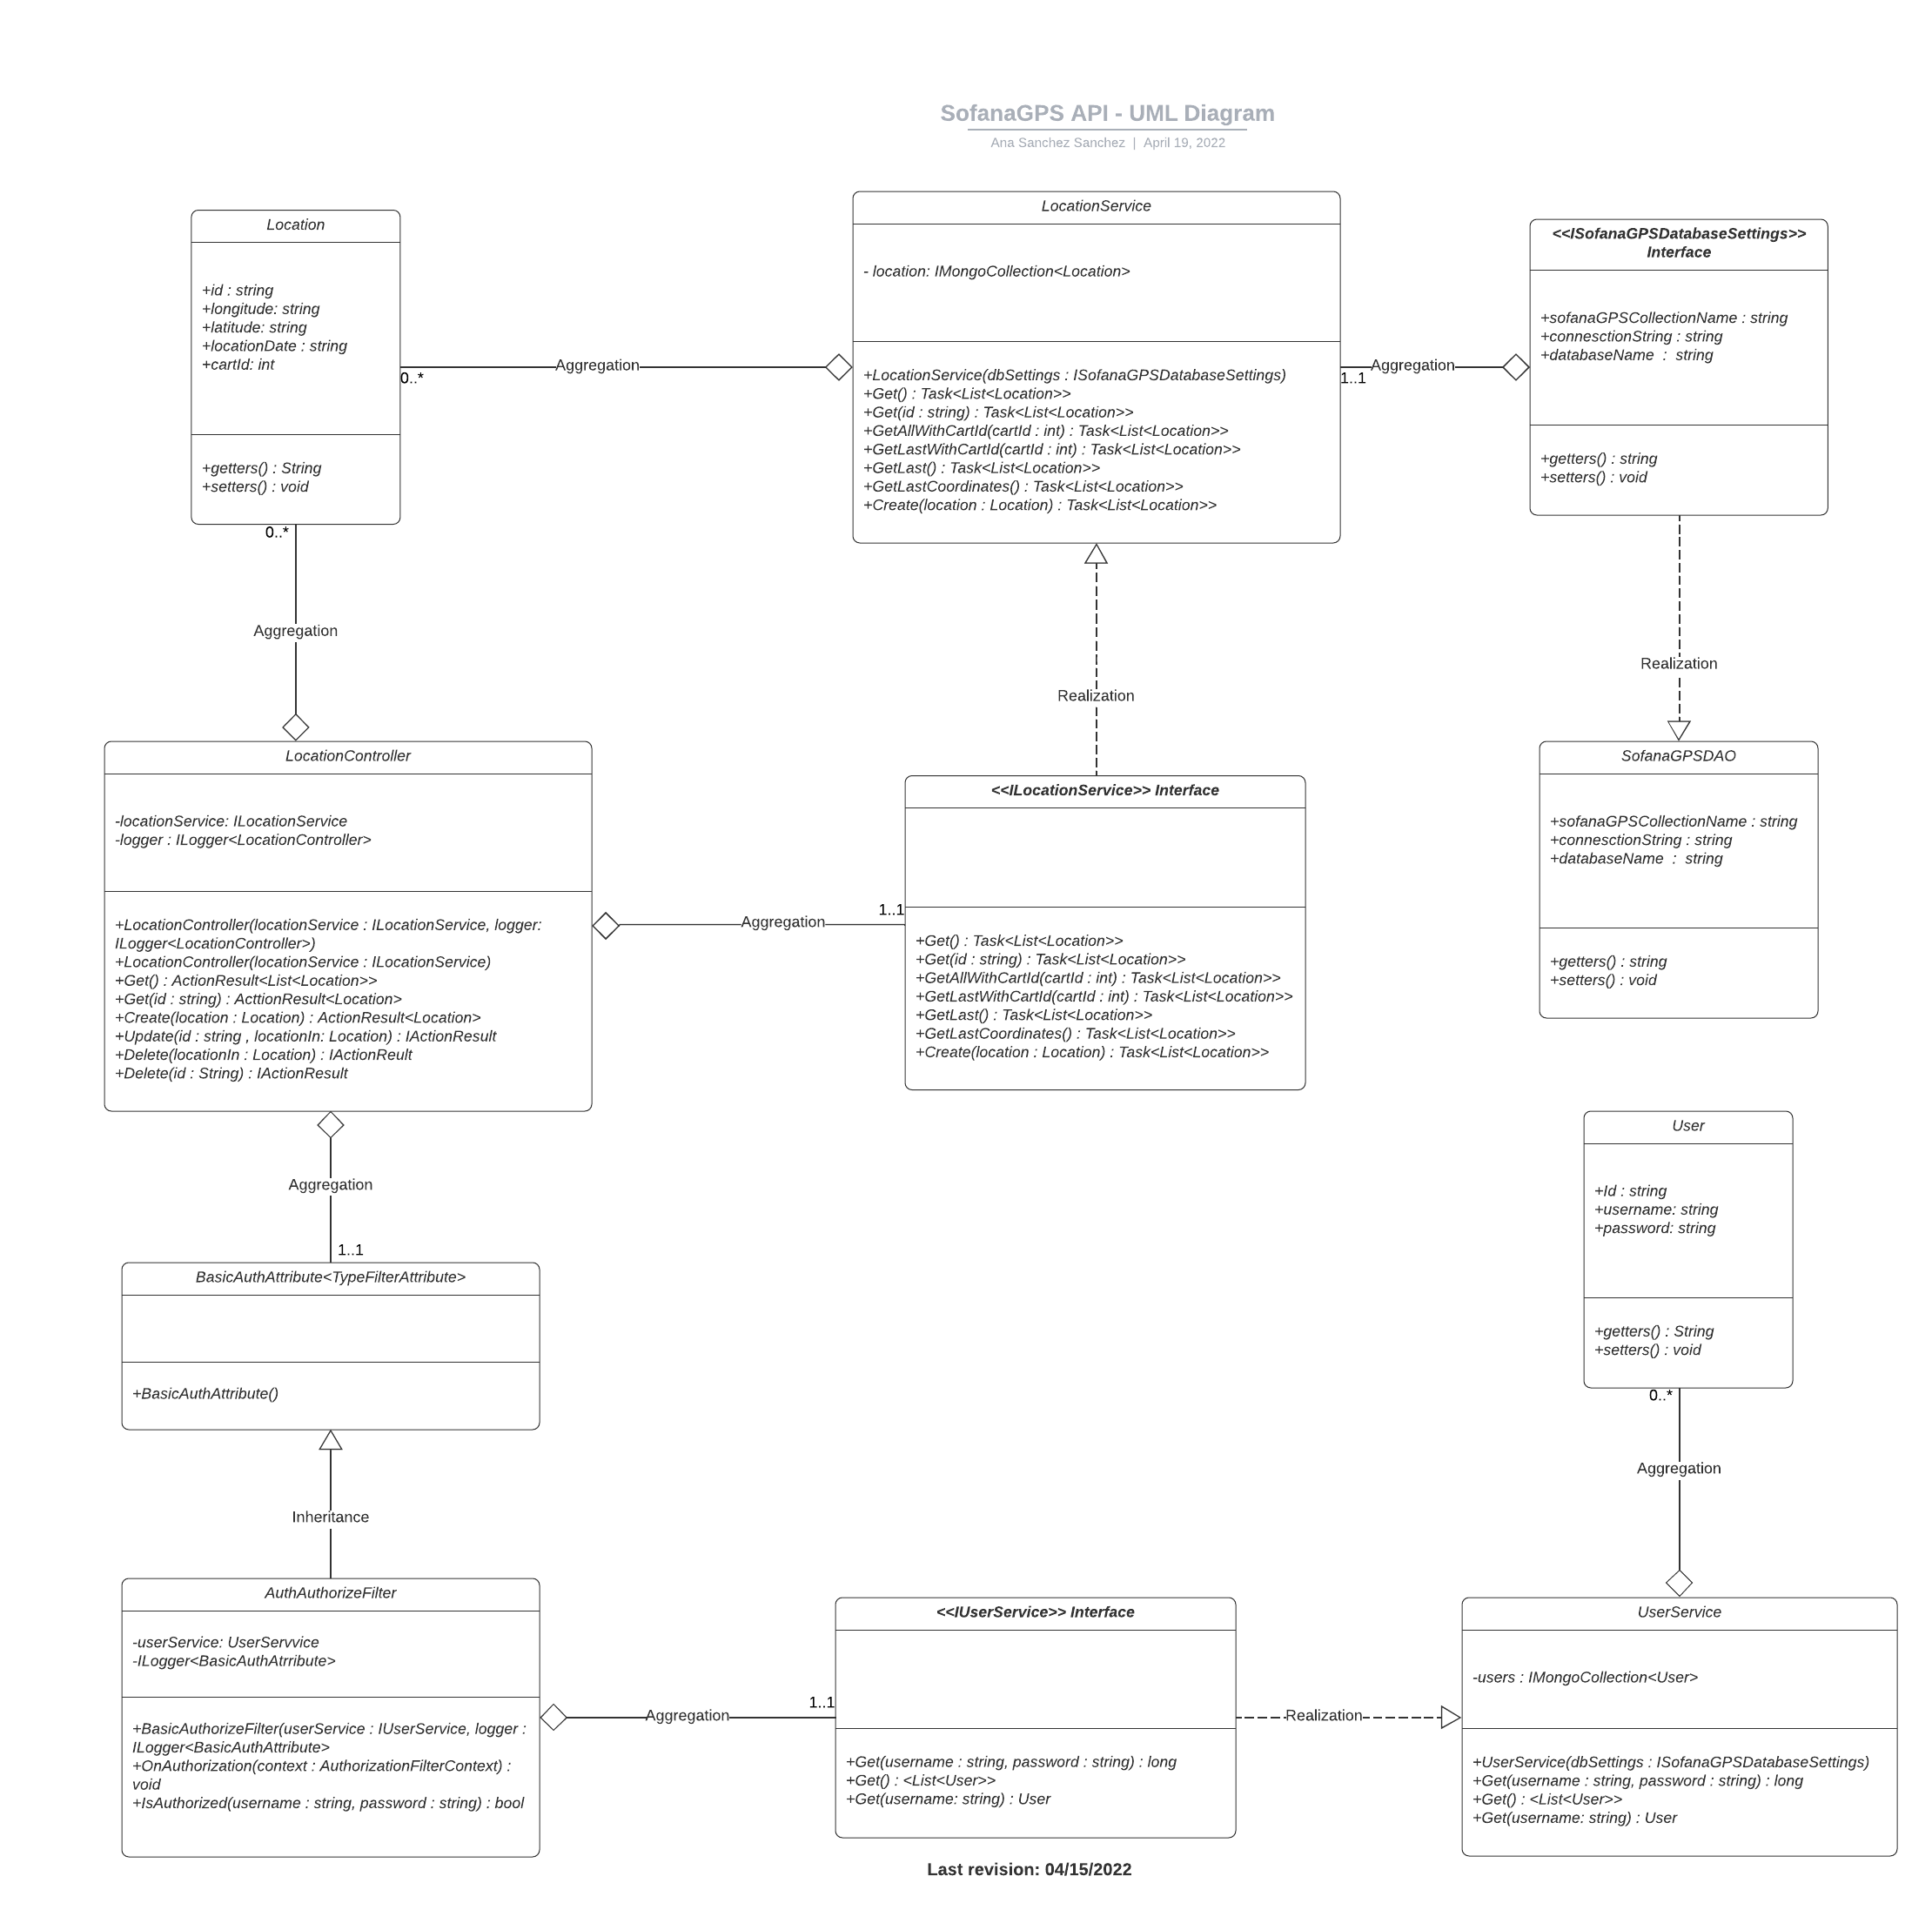 SofanaGPS API - UML Diagram
Ana Sanchez Sanchez | April 19, 2022
Location
+id : string
+longitude: string
+latitude: string
+locationDate : string
+cartId: int
+getters() : String
+setters() : void
0..*
Aggregation
0..*
Aggregation
LocationService
- location: IMongoCollection<Location>
+LocationService(dbSettings : ISofanaGPSDatabaseSettings)
+Get() : Task<List<Location>>
+Get(id : string) : Task<List<Location>>
+GetAllWithCartId(cartId : int) : Task<List<Location>>
+GetLastWithCartId(cartId : int) : Task<List<Location>>
+GetLast() : Task<List<Location>>
+GetLastCoordinates() : Task<List<Location>>
+Create(location : Location) : Task<List<Location>>
1..1
Aggregation
<<ISofanaGPSDatabaseSettings>>
Interface
+sofanaGPSCollectionName : string
+connesctionString : string
+databaseName : string
+getters() : string
+setters() : void
Realization
Realization
LocationController
-locationService: ILocationService
-logger : ILogger<LocationController>
+LocationController(locationService : ILocationService, logger:
ILogger<LocationController>)
+LocationController(locationService : ILocationService)
+Get() : ActionResult<List<Location>>
+Get(id : string) : ActtionResult<Location>
+Create(location : Location) : ActionResult<Location>
+Update(id : string , locationIn: Location) : IActionResult
+Delete(locationIn : Location) : IActionReult
+Delete(id : String) : IActionResult
Aggregation
1..1
<<ILocationService>> Interface
+Get() : Task<List<Location>>
+Get(id : string) : Task<List<Location>>
+GetAllWithCartId(cartId : int) : Task<List<Location>>
+GetLastWithCartId(cartId : int) : Task<List<Location>>
+GetLast() : Task<List<Location>>
+GetLastCoordinates() : Task<List<Location>>
+Create(location : Location) : Task<List<Location>>
SofanaGPSDAO
+sofanaGPSCollectionName : string
+connesctionString : string
+databaseName : string
+getters() : string
+setters() : void
Aggregation
1..1
BasicAuthAttribute<TypeFilterAttribute>
+BasicAuthAttribute()
Inheritance
User
+Id : string
+username: string
+password: string
+getters() : String
+setters() : void
0..*
Aggregation
AuthAuthorizeFilter
-userService: UserServvice
-ILogger<BasicAuthAtrribute>
+BasicAuthorizeFilter(userService : IUserService, logger :
ILogger<BasicAuthAttribute>
+OnAuthorization(context : AuthorizationFilterContext) :
void
+IsAuthorized(username : string, password : string) : bool
Aggregation
1..1
<<IUserService>> Interface
+Get(username : string, password : string) : long
+Get() : <List<User>>
+Get(username: string) : User
Realization
UserService
-users : IMongoCollection<User>
+UserService(dbSettings : ISofanaGPSDatabaseSettings)
+Get(username : string, password : string) : long
+Get() : <List<User>>
+Get(username: string) : User
Last revision: 04/15/2022